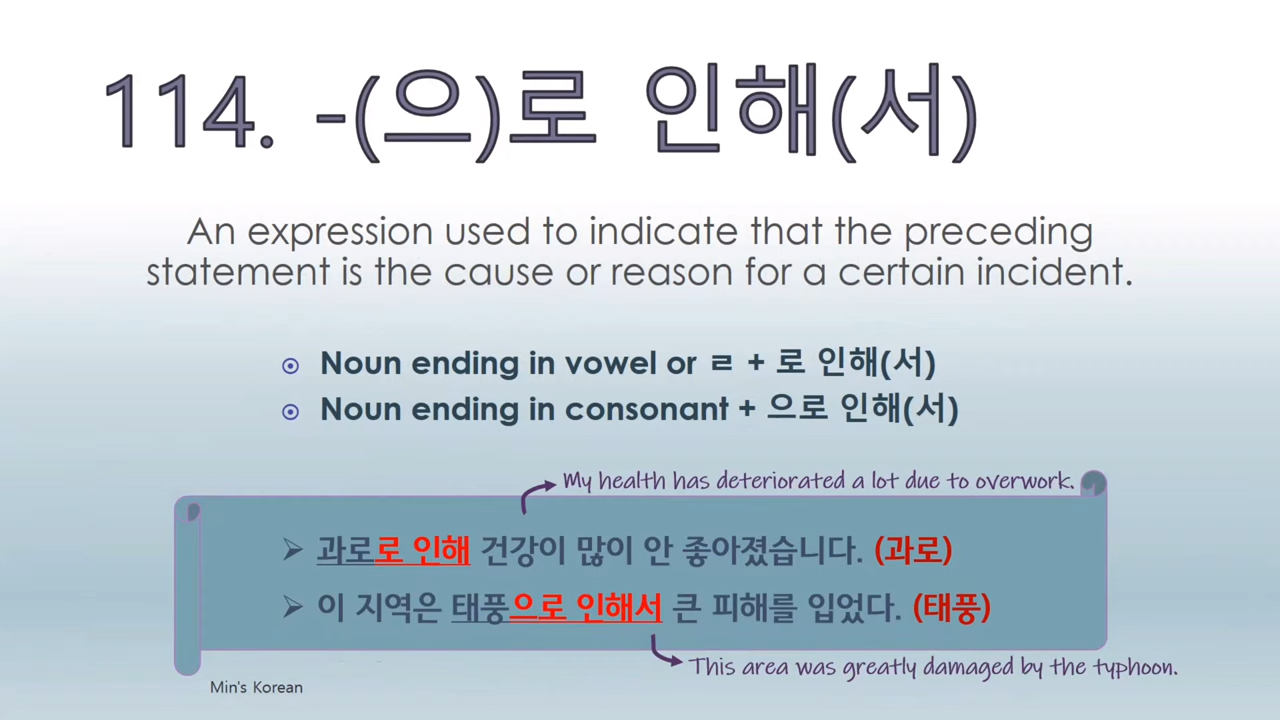 114. -(으)로 인해(서)
An expression used to indicate that the preceding
statement is the cause or reason for a certain incident.
Noun ending in vowel or ㄹ + 로 인해(서)
Noun ending in consonant + 으로 인해(서)
My health has deteriorated a lot due to overwork.
과로로 인해 건강이 많이 안 좋아졌습니다. (과로)
이 지역은 태풍으로 인해서 큰 피해를 입었다. (태풍)
This area was greatly damaged by the typhoon.
Min's Korean